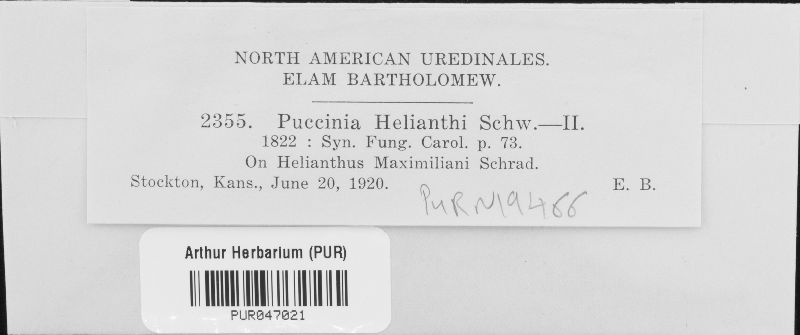 NORTH AMERICAN UREDINALES.
ELAM BARTHOLOMEW.
2355. Puccinia Helianthi Schw.—II.
1822 : Syn. Fung. Carol. p. 73.
On Helianthus Maximiliani Schrad.
Stockton, Kans., June 20, 1920. E. B.
PUR N19466
Arthur Herbarium (PUR)
PUR047021